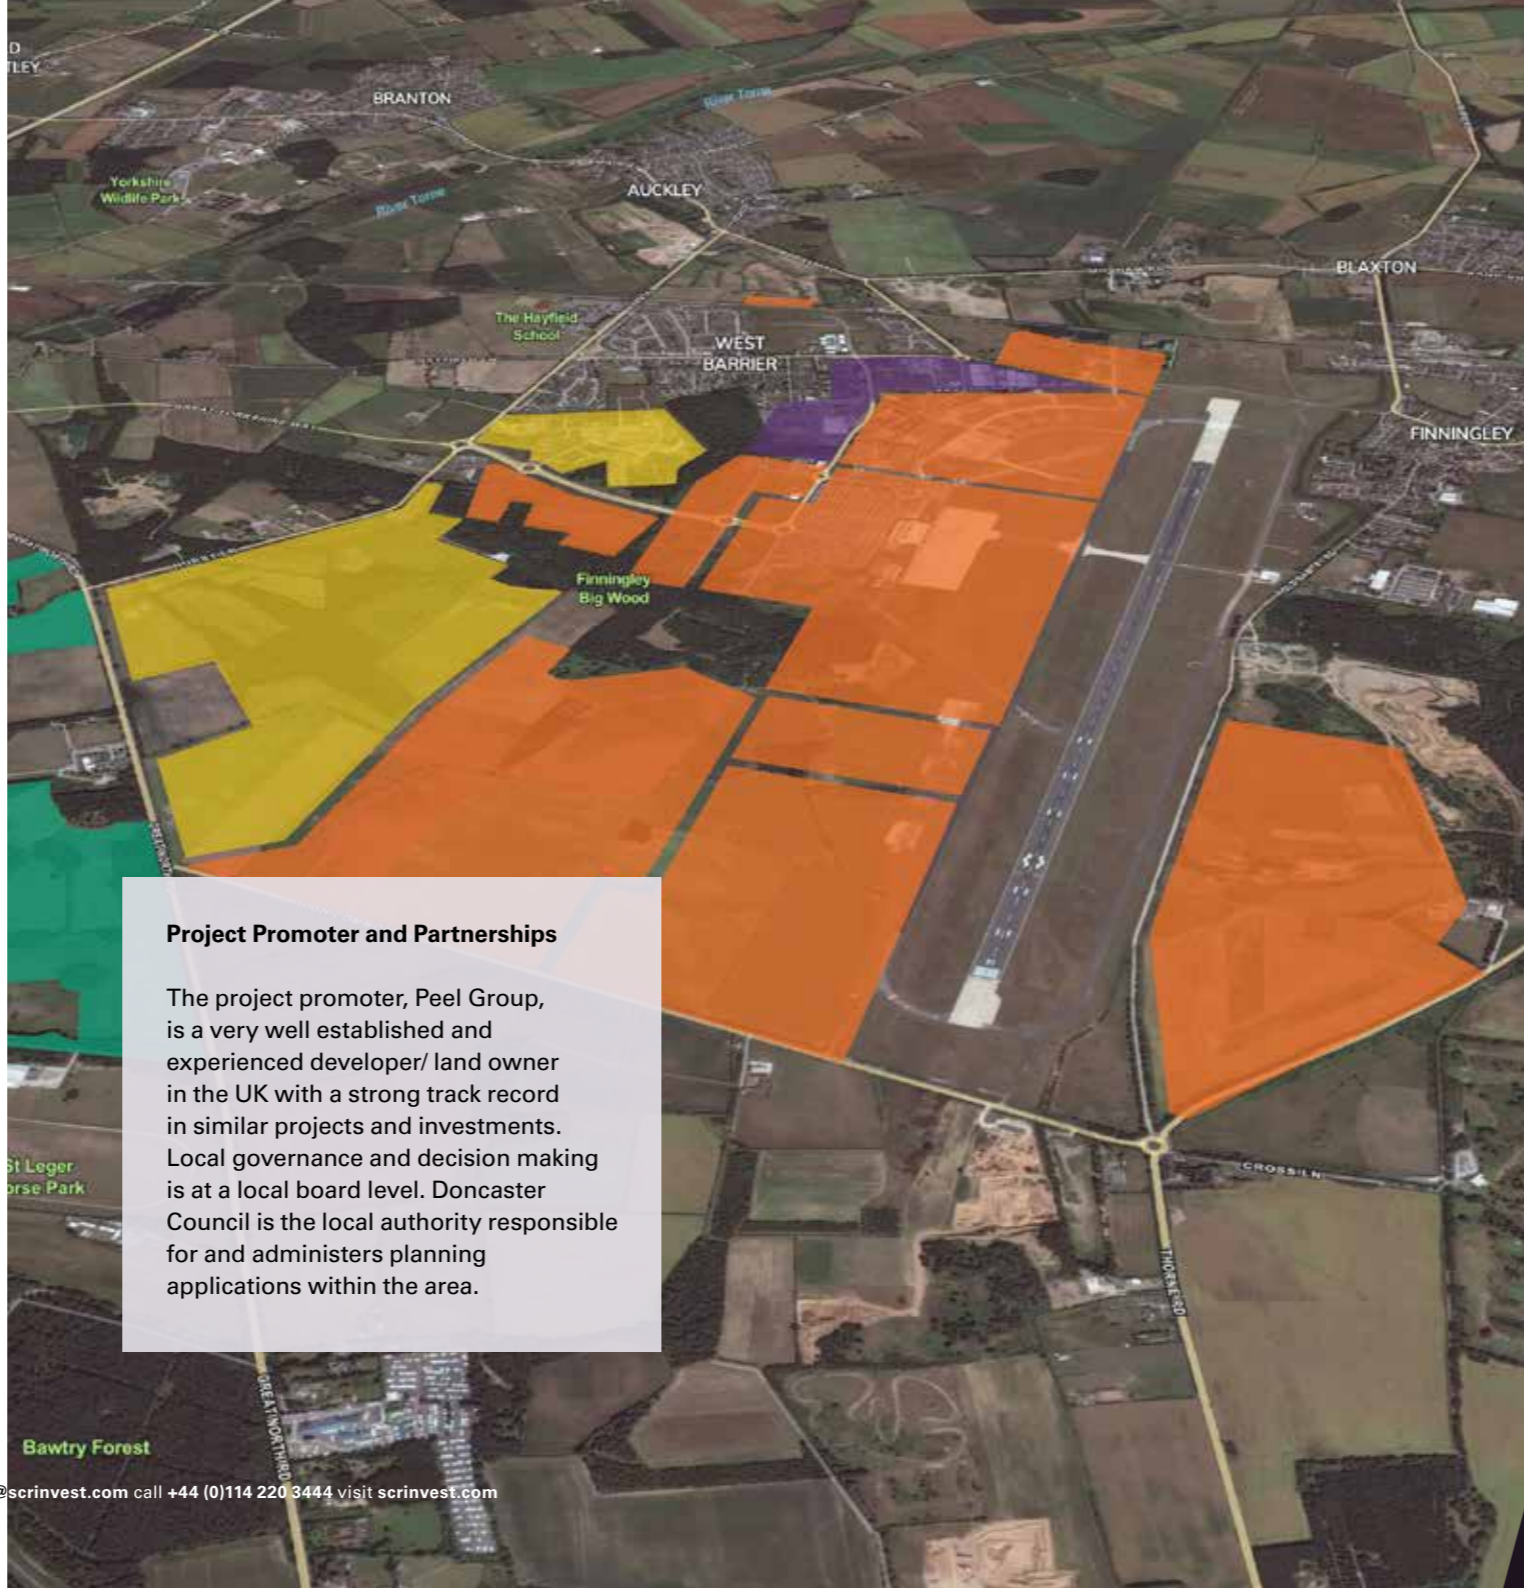 BRANTON
River Torne
Yorkshire
Wildlife Park
AUCKLEY
River Torne
BLAXTON
The Hayfield
School
WEST
BARRIER
FINNINGLEY
Finningley
Big Wood
Project Promoter and Partnerships
The project promoter, Peel Group,
is a very well established and
experienced developer/ land owner
in the UK with a strong track record
in similar projects and investments.
Local governance and decision making
is at a local board level. Doncaster
Council is the local authority responsible
for and administers planning
applications within the area.
St Leger
orse Park
CROSS LN
THORNE RD
GREAT NORTH RD
Bawtry Forest
@scrinvest.com call +44 (0)114 220 3444 visit scrinvest.com